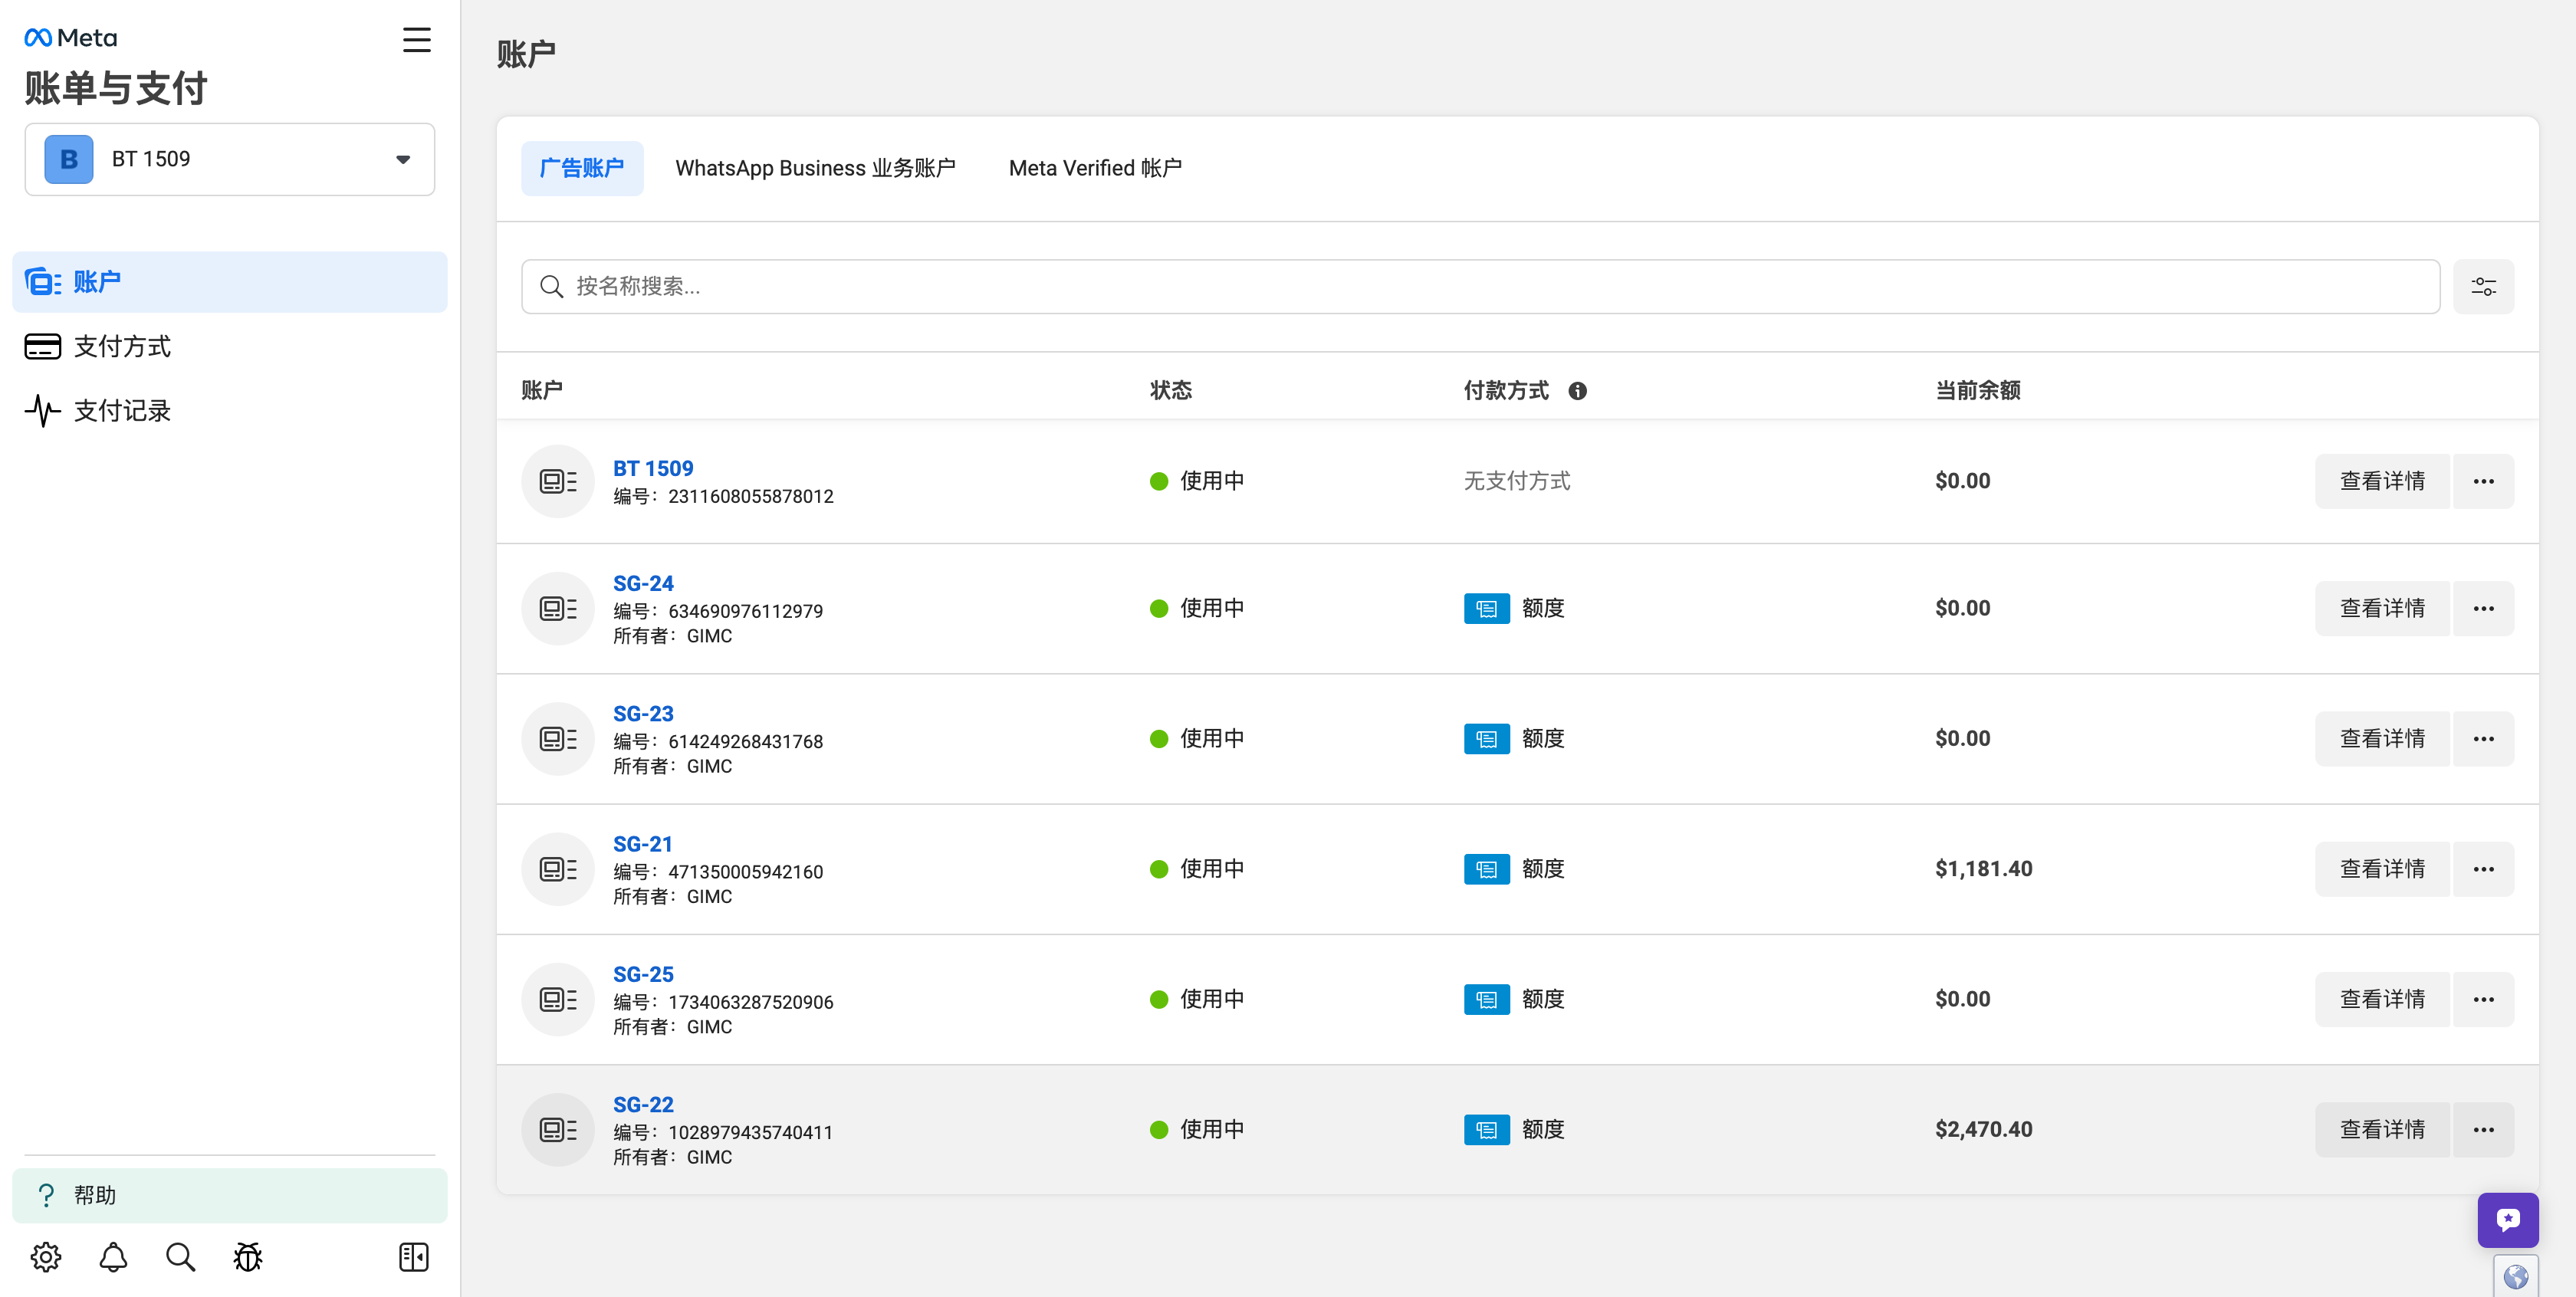 Meta
账单与支付
B BT 1509
账户
支付方式
支付记录
帮助
账户
广告账户 WhatsApp Business 业务账户 Meta Verified 帐户
按名称搜索...
账户 状态 付款方式 当前余额
BT 1509
编号：2311608055878012
使用中 无支付方式 $0.00 查看详情
SG-24
编号：634690976112979
所有者：GIMC
使用中 额度 $0.00 查看详情
SG-23
编号：614249268431768
所有者：GIMC
使用中 额度 $0.00 查看详情
SG-21
编号：471350005942160
所有者：GIMC
使用中 额度 $1,181.40 查看详情
SG-25
编号：1734063287520906
所有者：GIMC
使用中 额度 $0.00 查看详情
SG-22
编号：1028979435740411
所有者：GIMC
使用中 额度 $2,470.40 查看详情